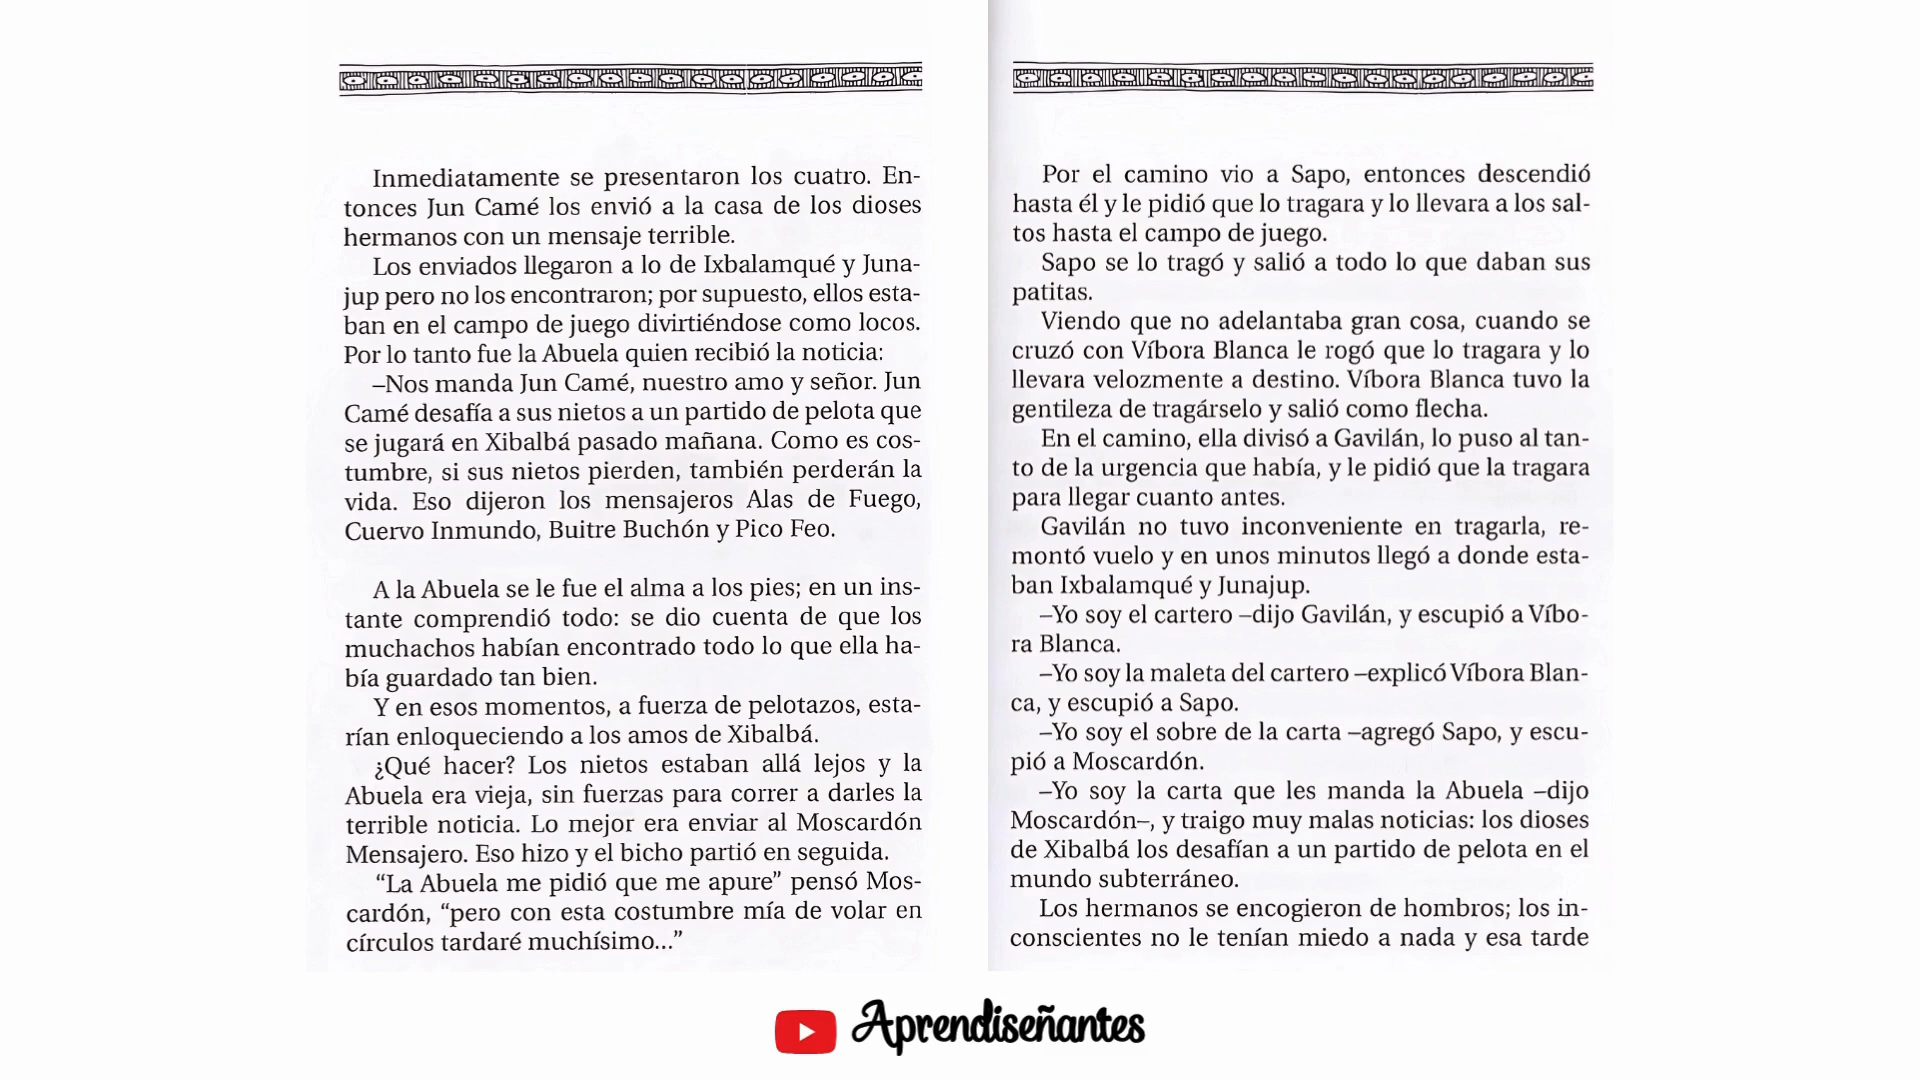 Inmediatamente se presentaron los cuatro. En-
tonces Jun Camé los envió a la casa de los dioses
hermanos con un mensaje terrible.
Los enviados llegaron a lo de Ixbalamqué y Juna-
jup pero no los encontraron; por supuesto, ellos esta-
ban en el campo de juego divirtiéndose como locos.
Por lo tanto fue la Abuela quien recibió la noticia:
–Nos manda Jun Camé, nuestro amo y señor. Jun
Camé desafía a sus nietos a un partido de pelota que
se jugará en Xibalbá pasado mañana. Como es cos-
tumbre, si sus nietos pierden, también perderán la
vida. Eso dijeron los mensajeros Alas de Fuego,
Cuervo Inmundo, Buitre Buchón y Pico Feo.
A la Abuela se le fue el alma a los pies; en un ins-
tante comprendió todo: se dio cuenta de que los
muchachos habían encontrado todo lo que ella ha-
bía guardado tan bien.
Y en esos momentos, a fuerza de pelotazos, esta-
rían enloqueciendo a los amos de Xibalbá.
¿Qué hacer? Los nietos estaban allá lejos y la
Abuela era vieja, sin fuerzas para correr a darles la
terrible noticia. Lo mejor era enviar al Moscardón
Mensajero. Eso hizo y el bicho partió en seguida.
“La Abuela me pidió que me apure” pensó Mos-
cardón, “pero con esta costumbre mía de volar en
círculos tardaré muchísimo...”
Por el camino vio a Sapo, entonces descendió
hasta él y le pidió que lo tragara y lo llevara a los sal-
tos hasta el campo de juego.
Sapo se lo tragó y salió a todo lo que daban sus
patitas.
Viendo que no adelantaba gran cosa, cuando se
cruzó con Víbora Blanca le rogó que lo tragara y lo
llevara velozmente a destino. Víbora Blanca tuvo la
gentileza de tragárselo y salió como flecha.
En el camino, ella divisó a Gavilán, lo puso al tan-
to de la urgencia que había, y le pidió que la tragara
para llegar cuanto antes.
Gavilán no tuvo inconveniente en tragarla, re-
montó vuelo y en unos minutos llegó a donde esta-
ban Ixbalamqué y Junajup.
–Yo soy el cartero –dijo Gavilán, y escupió a Víbo-
ra Blanca.
–Yo soy la maleta del cartero –explicó Víbora Blan-
ca, y escupió a Sapo.
–Yo soy el sobre de la carta –agregó Sapo, y escu-
pió a Moscardón.
–Yo soy la carta que les manda la Abuela –dijo
Moscardón–, y traigo muy malas noticias: los dioses
de Xibalbá los desafían a un partido de pelota en el
mundo subterráneo.
Los hermanos se encogieron de hombros; los in-
conscientes no le tenían miedo a nada y esa tarde
Aprendiseñantes